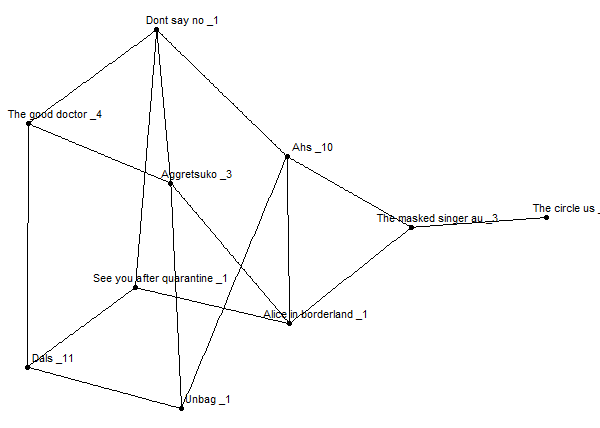 Dont say no _1
The good doctor _4
Ahs _10
Aggretsuko _3
The circle us _
The masked singer au _3
See you after quarantine _1
Alice in borderland _1
Dals _11
Unbag _1